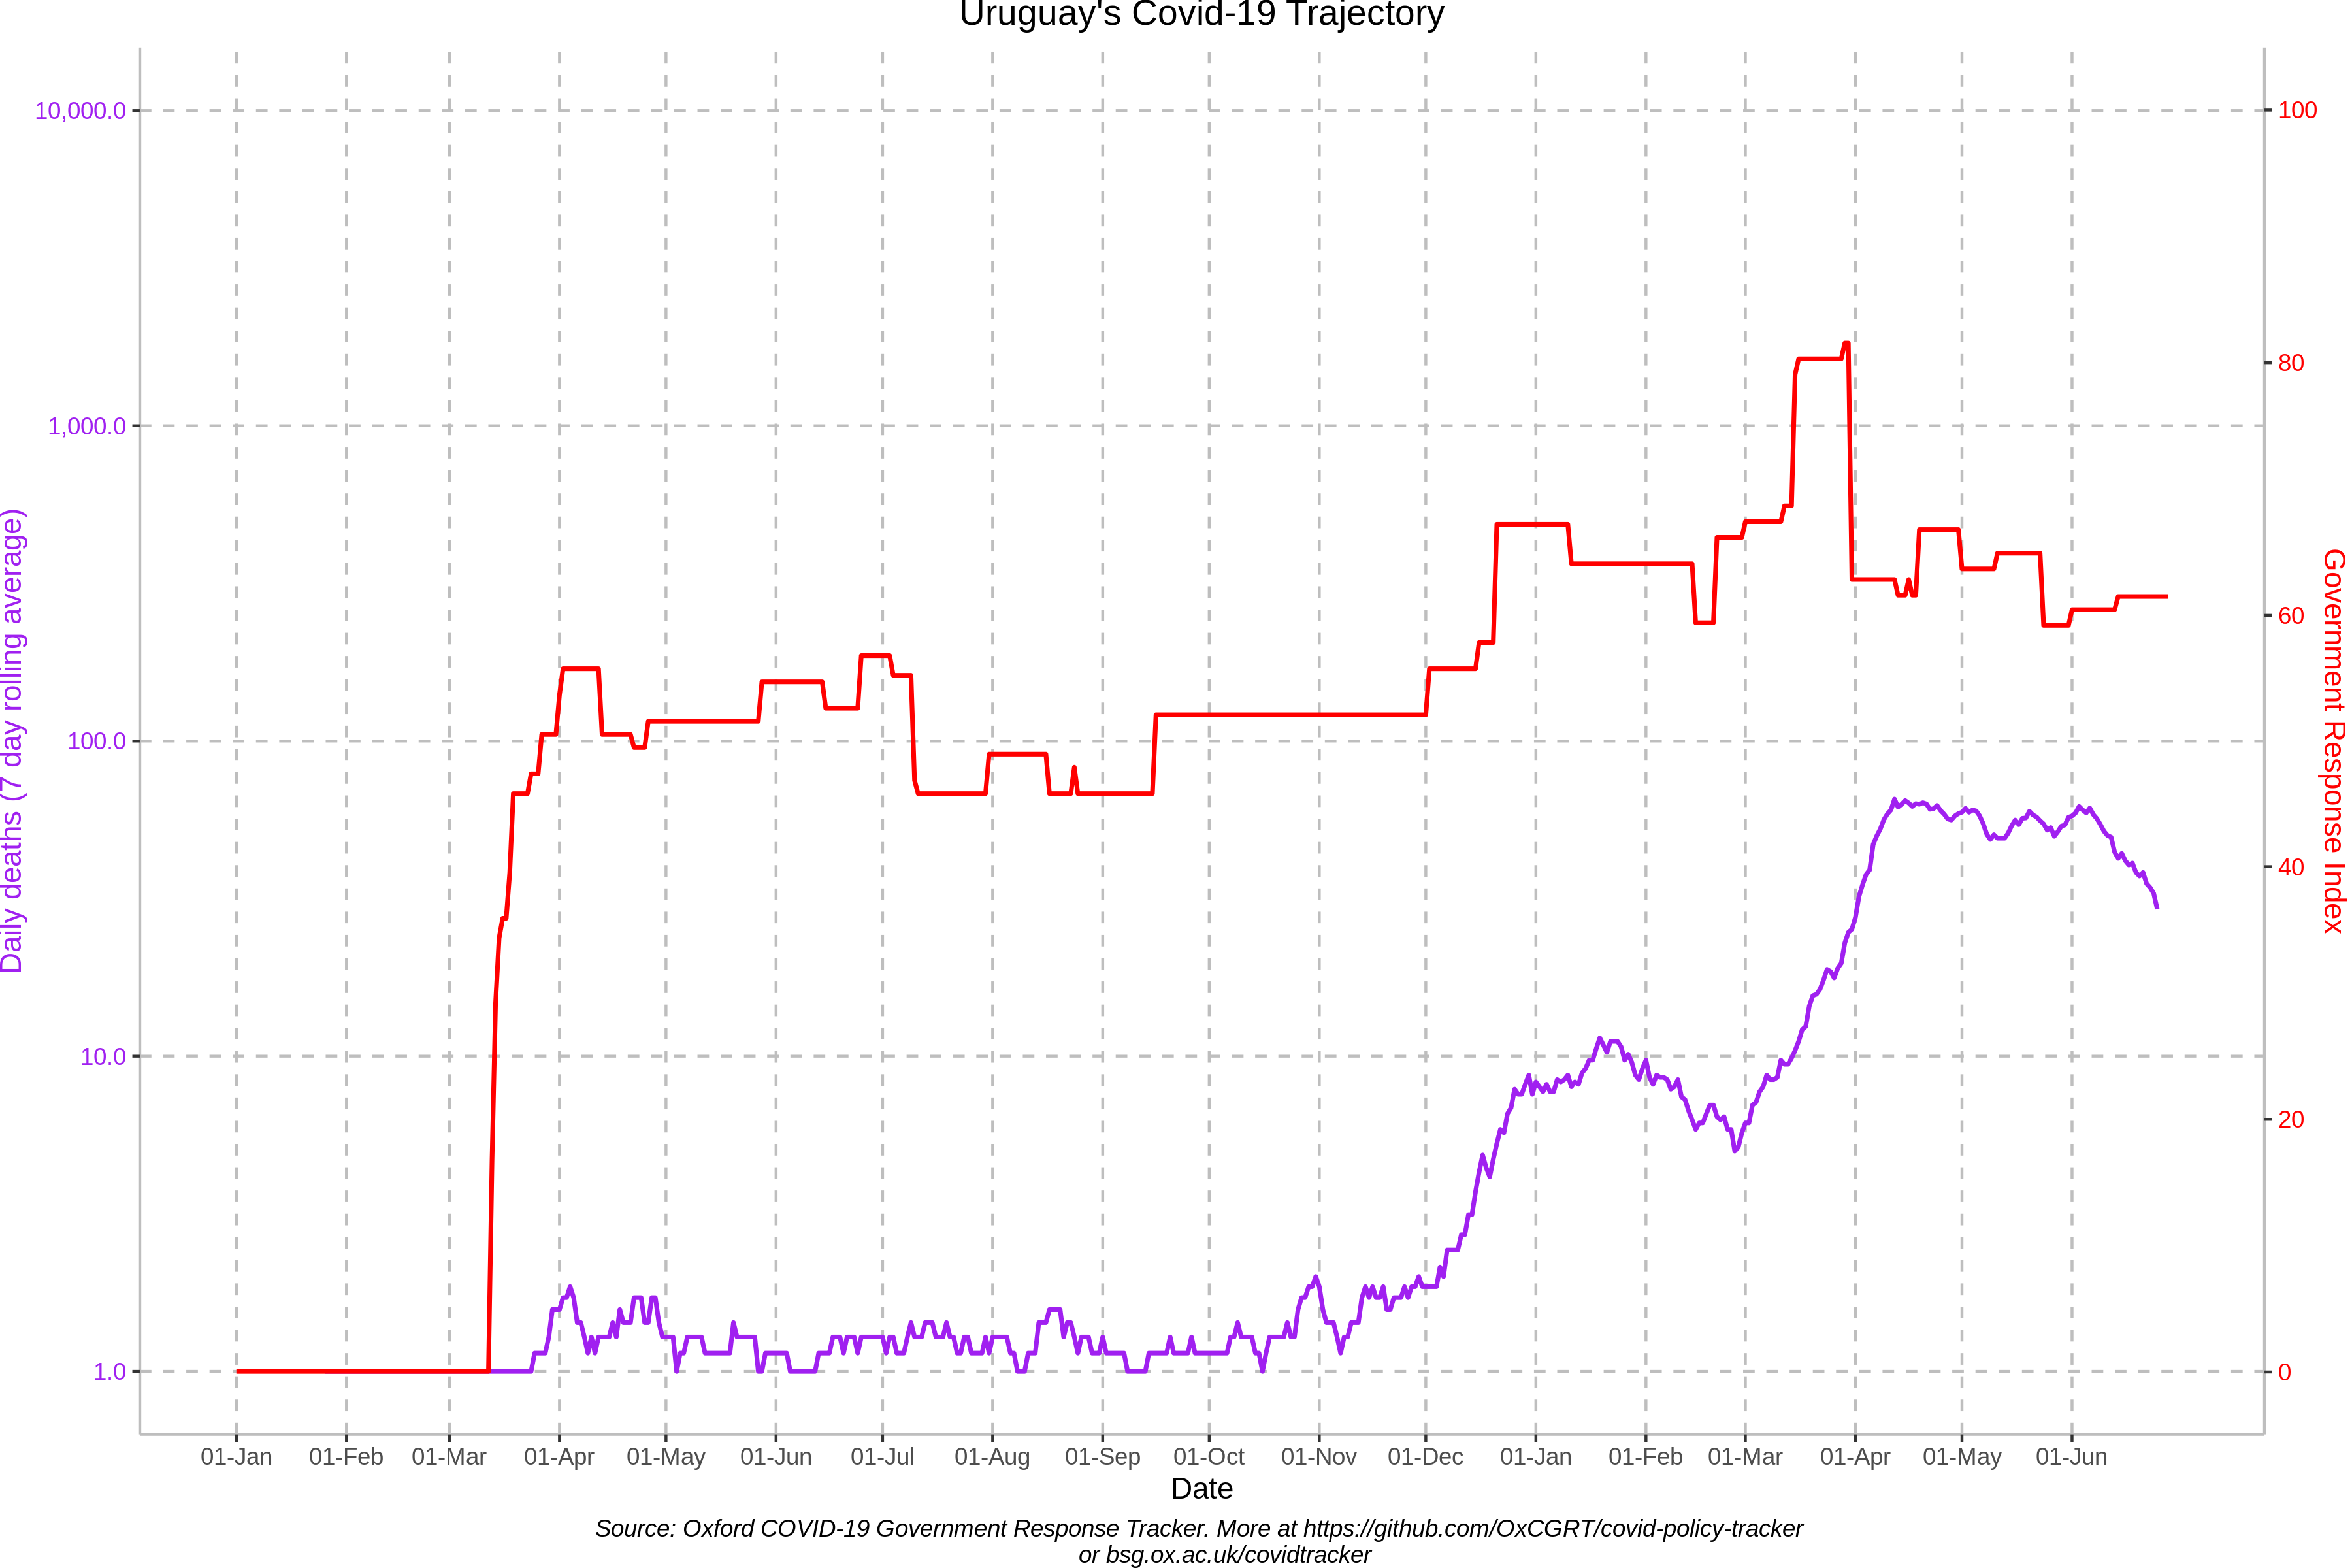 Uruguay's Covid-19 Trajectory
10,000.0
1,000.0
100.0
10.0
1.0
Daily deaths (7 day rolling average)
100
80
60
40
20
0
Government Response Index
01-Jan 01-Feb 01-Mar 01-Apr 01-May 01-Jun 01-Jul 01-Aug 01-Sep 01-Oct 01-Nov 01-Dec 01-Jan 01-Feb 01-Mar 01-Apr 01-May 01-Jun
Date
Source: Oxford COVID-19 Government Response Tracker. More at https://github.com/OxCGRT/covid-policy-tracker
or bsg.ox.ac.uk/covidtracker